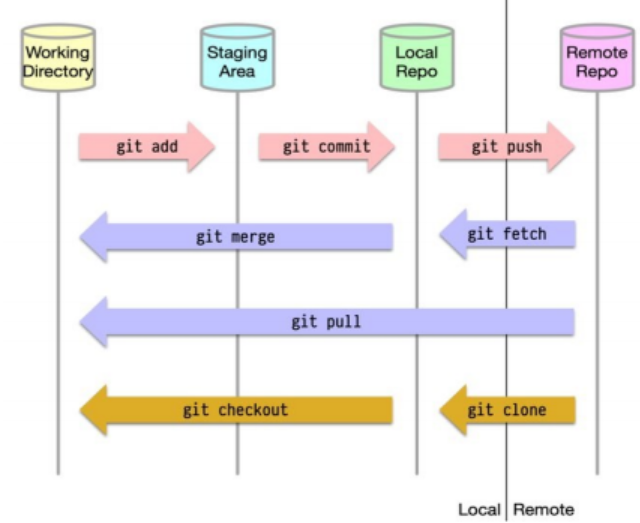 Working
Directory
Staging
Area
Local
Repo
Remote
Repo
git add
git commit
git push
git merge
git fetch
git pull
git checkout
git clone
Local
Remote